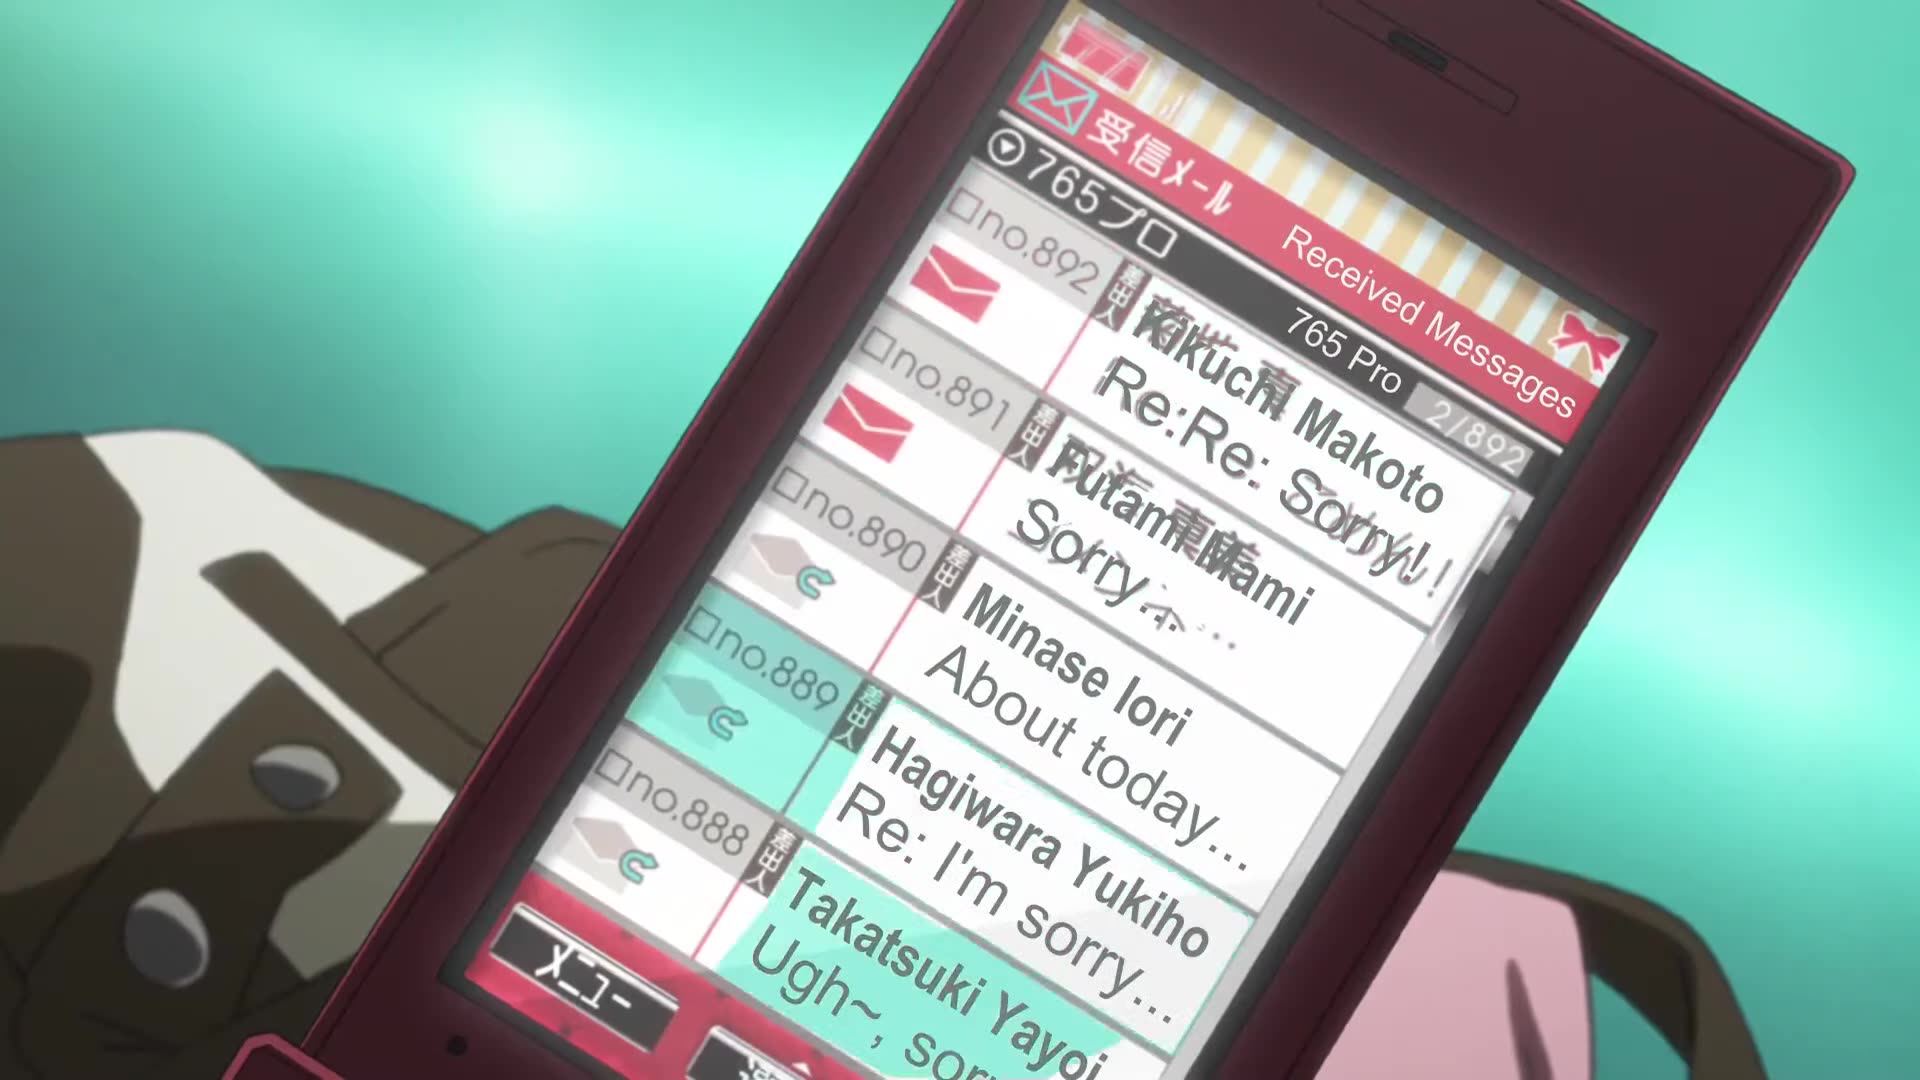 受信メール
Received Messages
765プロ
765 Pro
2/892
no.892
差出人
Kikuchi Makoto
Re:Re: Sorry!
no.891
差出人
Futami Mami
Sorry...
no.890
差出人
Minase Iori
About today...
no.889
差出人
Hagiwara Yukiho
Re: I'm sorry...
no.888
差出人
Takatsuki Yayoi
Ugh~, sorr
メニュー